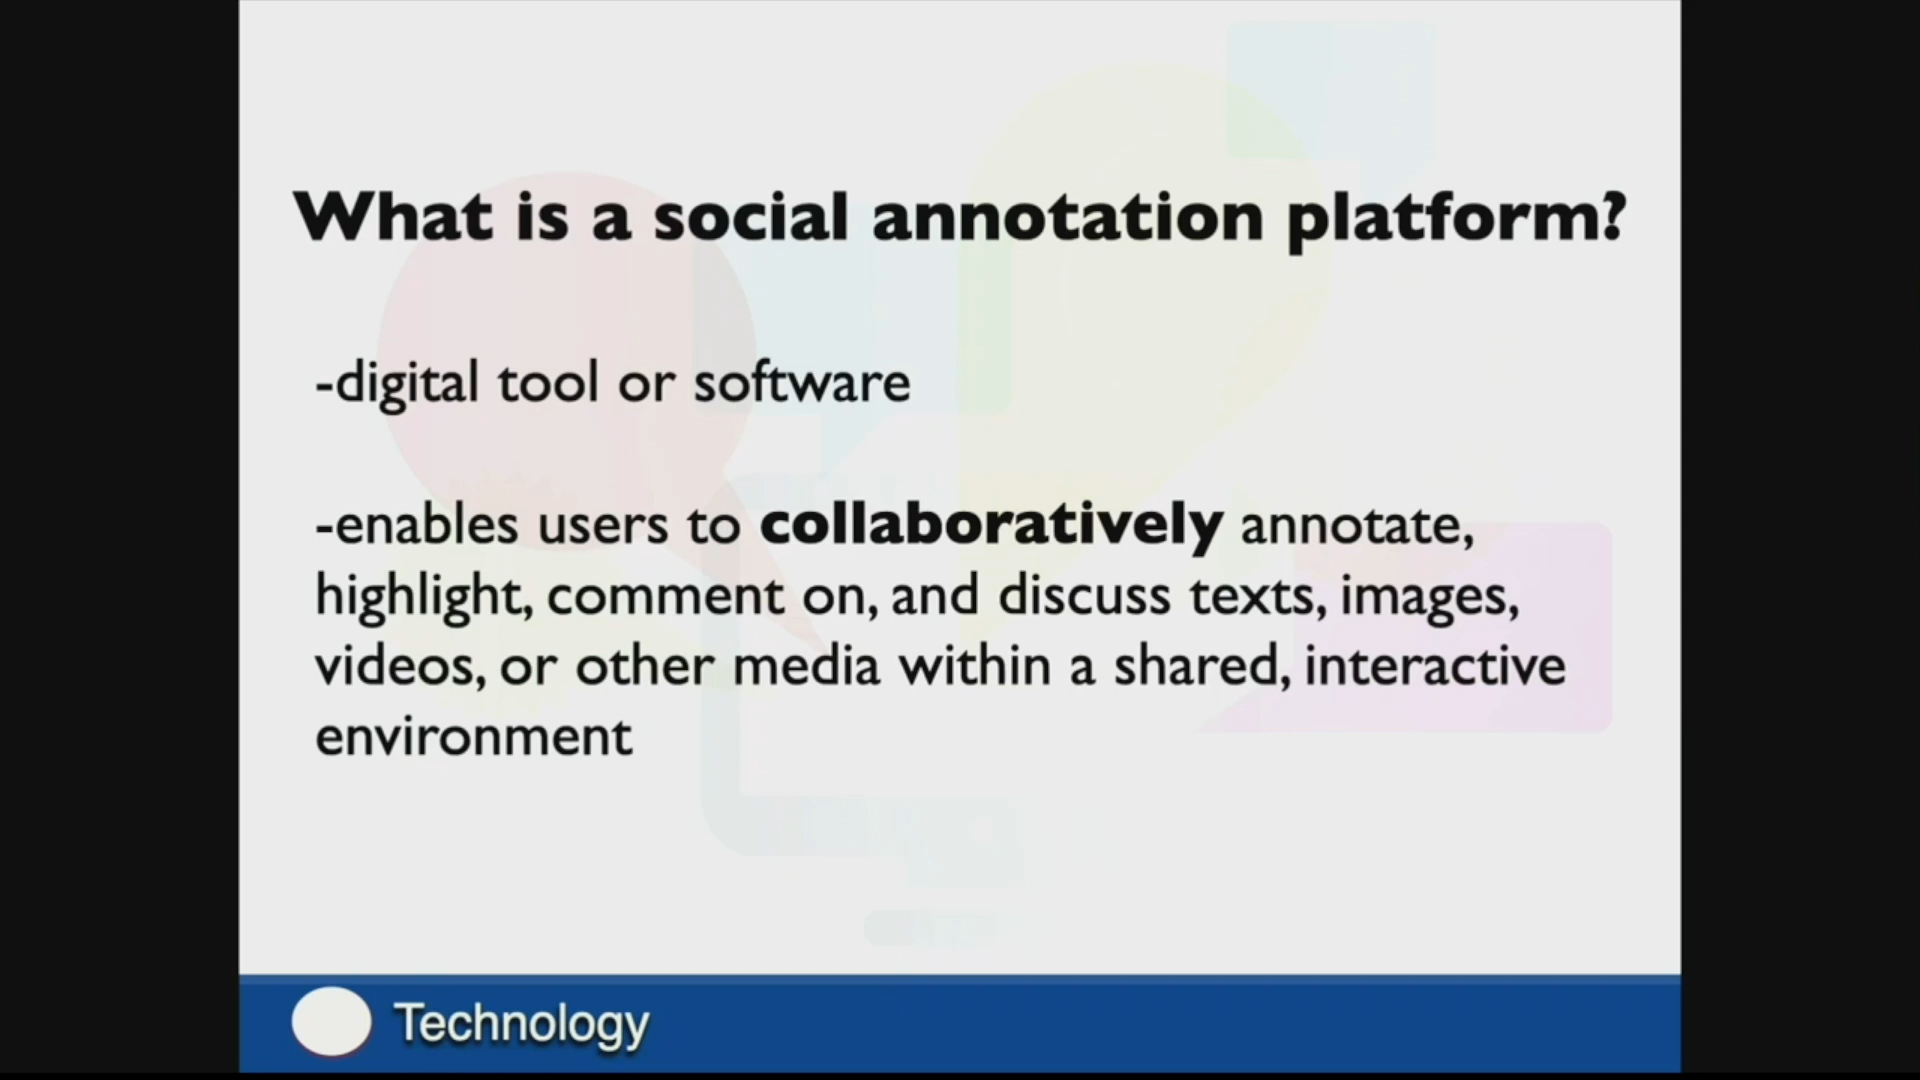 What is a social annotation platform?
-digital tool or software
-enables users to collaboratively annotate,
highlight, comment on, and discuss texts, images,
videos, or other media within a shared, interactive
environment
Technology